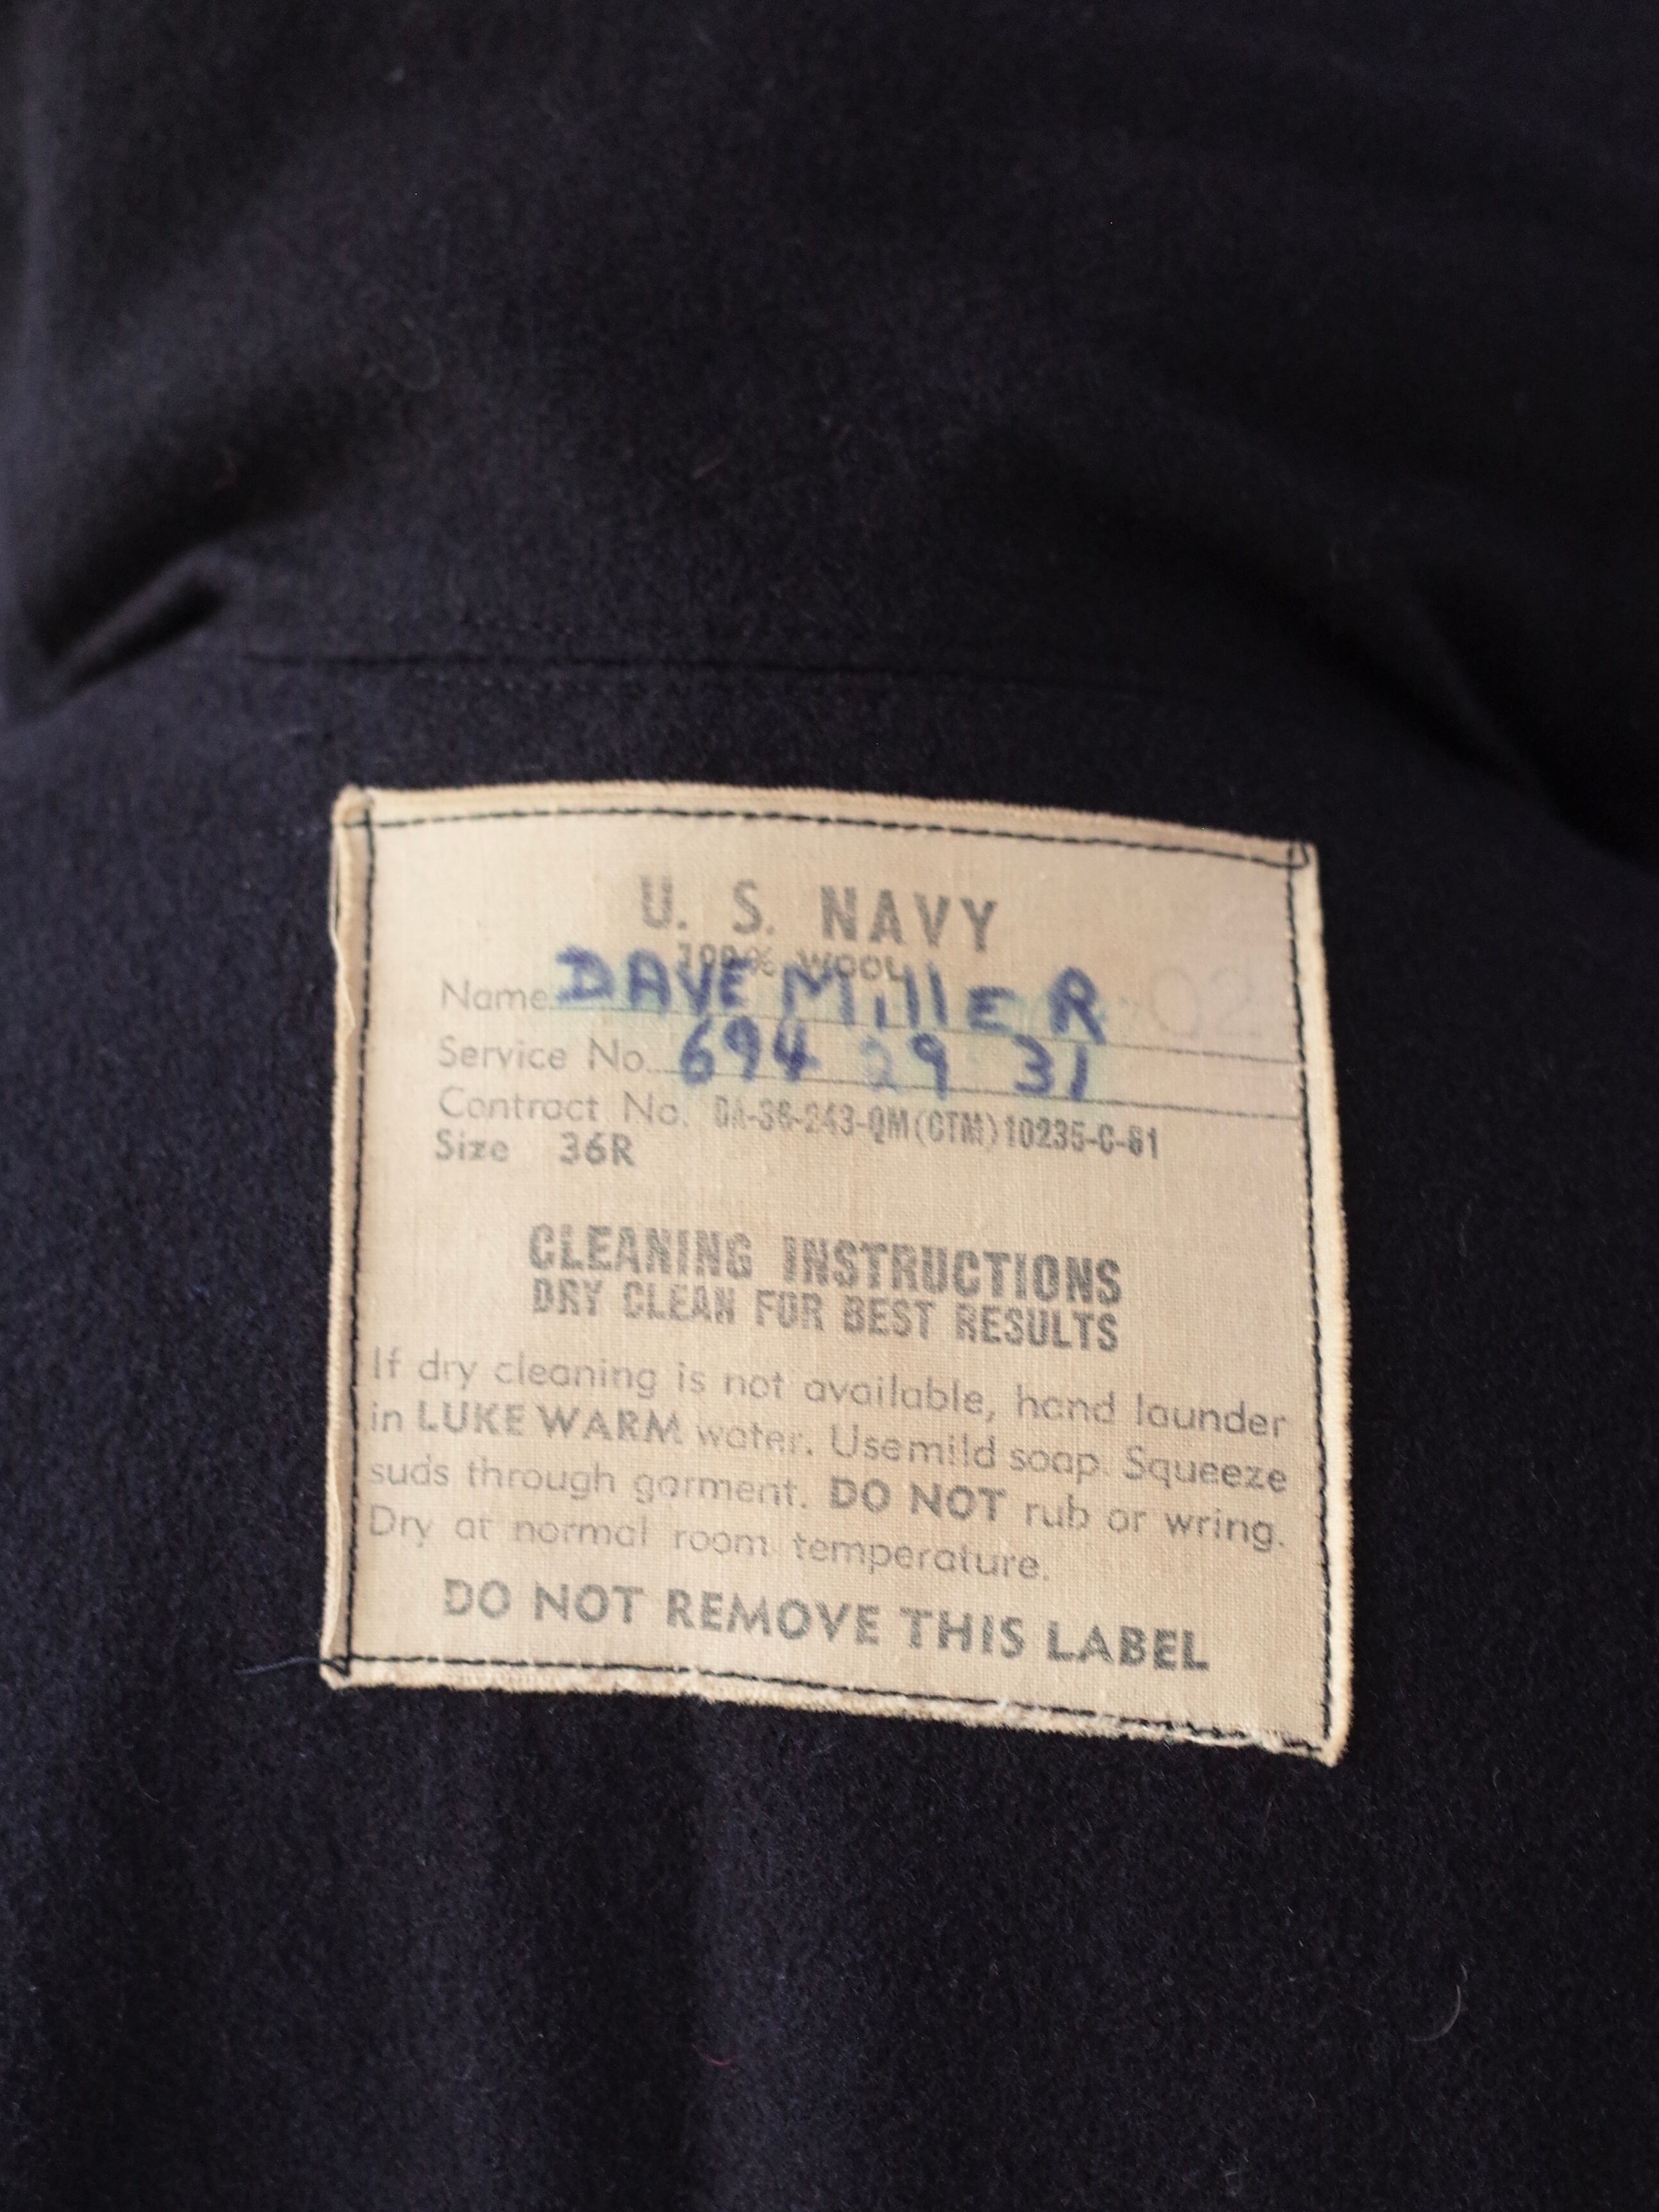 U. S. NAVY
100% WOOL
Name DAVE MillER
Service No. 694 29 31
Contract No. DA-36-243-QM(CTM)10235-C-61
Size 36R
CLEANING INSTRUCTIONS
DRY CLEAN FOR BEST RESULTS
If dry cleaning is not available, hand launder
in LUKE WARM water. Use mild soap. Squeeze
suds through garment. DO NOT rub or wring.
Dry at normal room temperature.
DO NOT REMOVE THIS LABEL